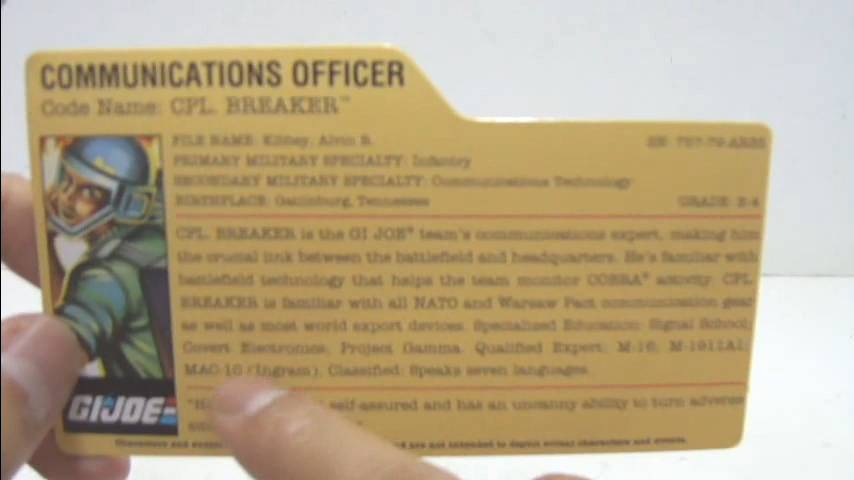 COMMUNICATIONS OFFICER
Code Name: CPL. BREAKER™
FILE NAME: Kibbey, Alvin R. SN: 757-79-AR35
PRIMARY MILITARY SPECIALTY: Infantry
SECONDARY MILITARY SPECIALTY: Communications Technology
BIRTHPLACE: Gatlinburg, Tennessee GRADE: E-4
CPL. BREAKER is the GI JOE® team's communications expert, making him
the crucial link between the battlefield and headquarters. He's familiar with
battlefield technology that helps the team monitor COBRA® activity. CPL.
BREAKER is familiar with all NATO and Warsaw Pact communication gear
as well as most world export devices. Specialized Education: Signal School;
Covert Electronics; Project Gamma. Qualified Expert: M-16; M-1911A1;
MAC-10 (Ingram). Classified: Speaks seven languages.
GI JOE
self-assured and has an uncanny ability to turn adverse
Characters and are not intended to depict actual characters and events.